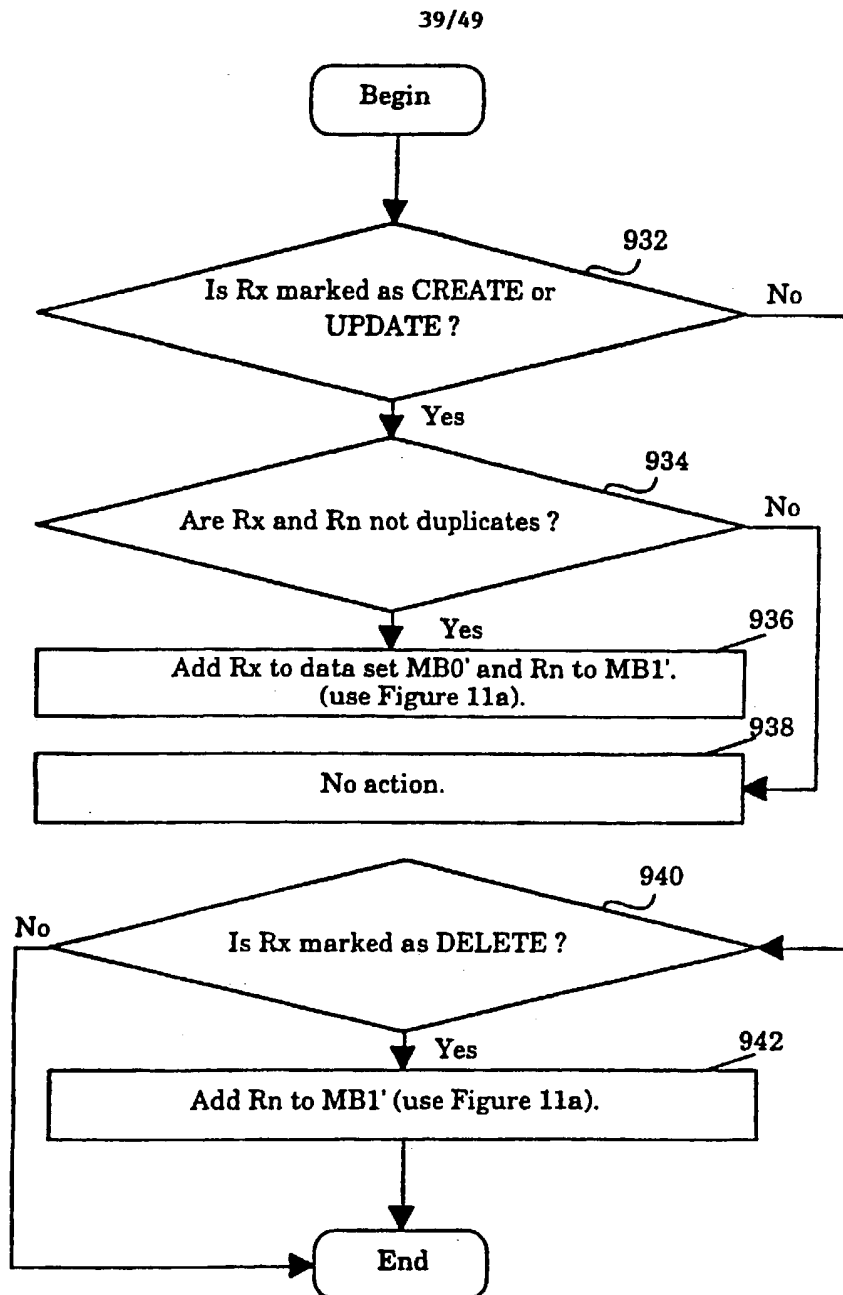 39/49
Begin
932
Is Rx marked as CREATE or
UPDATE ?
No
Yes
934
Are Rx and Rn not duplicates ?
No
Yes
936
Add Rx to data set MB0' and Rn to MB1'.
(use Figure 11a).
938
No action.
940
No
Is Rx marked as DELETE ?
Yes
942
Add Rn to MB1' (use Figure 11a).
End